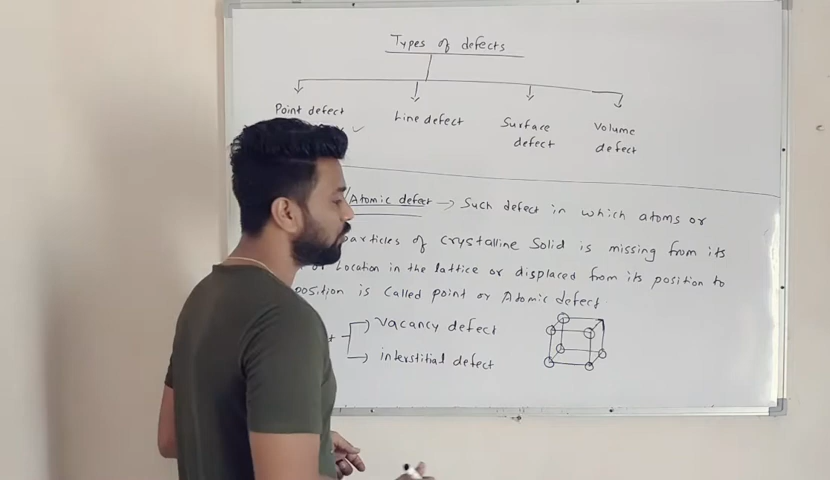 Types of defects
Point defect
Line defect
Surface defect
Volume defect
/Atomic defect → Such defect in which atoms or
particles of crystalline Solid is missing from its
Location in the lattice or displaced from its position to
position is called point or Atomic defect
Vacancy defect
interstitial defect